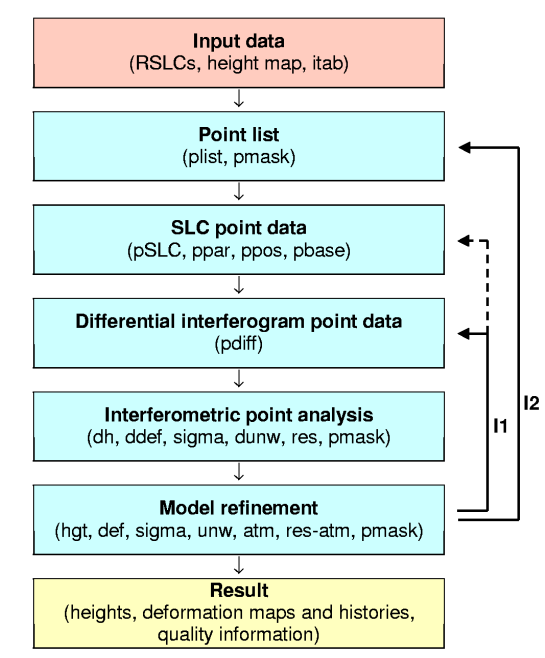 Input data
(RSLCs, height map, itab)
Point list
(plist, pmask)
SLC point data
(pSLC, ppar, ppos, pbase)
Differential interferogram point data
(pdiff)
Interferometric point analysis
(dh, ddef, sigma, dunw, res, pmask)
Model refinement
(hgt, def, sigma, unw, atm, res-atm, pmask)
Result
(heights, deformation maps and histories,
quality information)
I1
I2